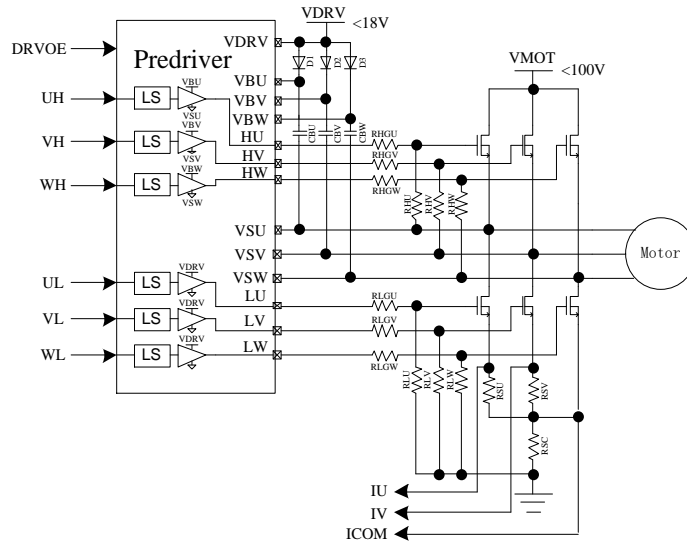 VDRV
<18V
DRVOE
Predriver
VDRV
D1
D2
D3
VMOT
<100V
VBU
VBU
UH
LS
VBV
VSU
VBV
VBW
CBU
CBV
CBW
HU
RHGU
VH
LS
HV
RHGV
VSV
VBW
WH
LS
HW
RHGW
VSW
RHU
RHV
RHW
VSU
VSV
Motor
VSW
UL
LS
VDRV
LU
RLGU
VL
LS
VDRV
LV
RLGV
WL
LS
VDRV
LW
RLGW
RLU
RLV
RLW
RSU
RSV
RSC
IU
IV
ICOM